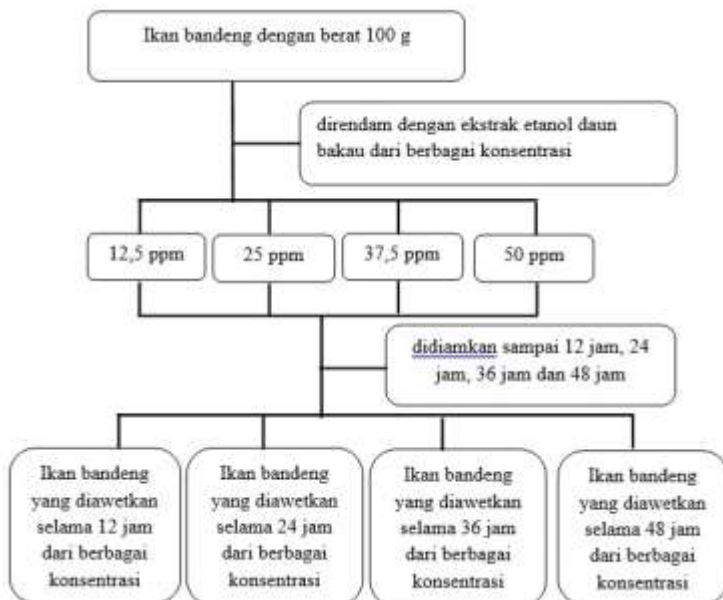 Ikan bandeng dengan berat 100 g
direndam dengan ekstrak etanol daun
bakau dari berbagai konsentrasi
12,5 ppm
25 ppm
37,5 ppm
50 ppm
didiamkan sampai 12 jam, 24
jam, 36 jam dan 48 jam
Ikan bandeng
yang diawetkan
selama 12 jam
dari berbagai
konsentrasi
Ikan bandeng
yang diawetkan
selama 24 jam
dari berbagai
konsentrasi
Ikan bandeng
yang diawetkan
selama 36 jam
dari berbagai
konsentrasi
Ikan bandeng
yang diawetkan
selama 48 jam
dari berbagai
konsentrasi